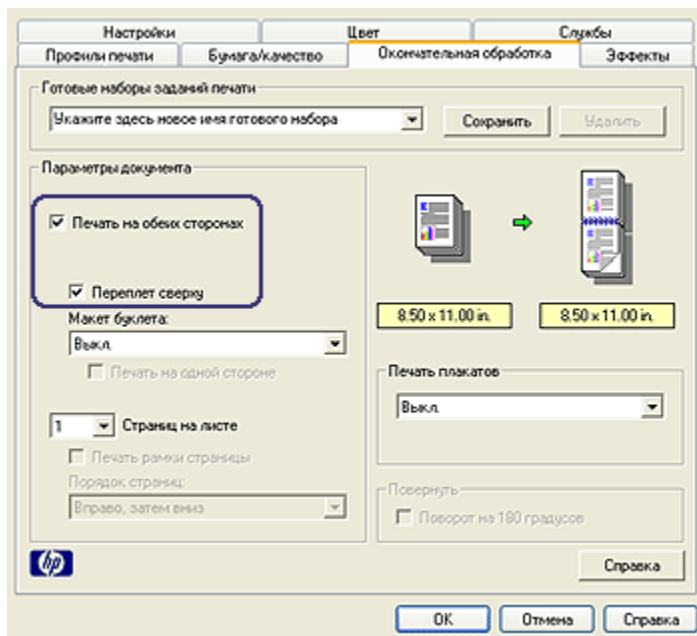 Настройки Цвет Службы
Профили печати Бумага/качество Окончательная обработка Эффекты
Готовые наборы заданий печати
Укажите здесь новое имя готового набора Сохранить Удалить
Параметры документа
Печать на обеих сторонах
Переплет сверху
8.50 x 11.00 in. 8.50 x 11.00 in.
Макет буклета:
Выкл.
Печать на одной стороне
Печать плакатов
Выкл.
1 Страниц на листе
Печать рамки страницы
Порядок страниц:
Вправо, затем вниз
Повернуть
Поворот на 180 градусов
hp
Справка
OK Отмена Справка